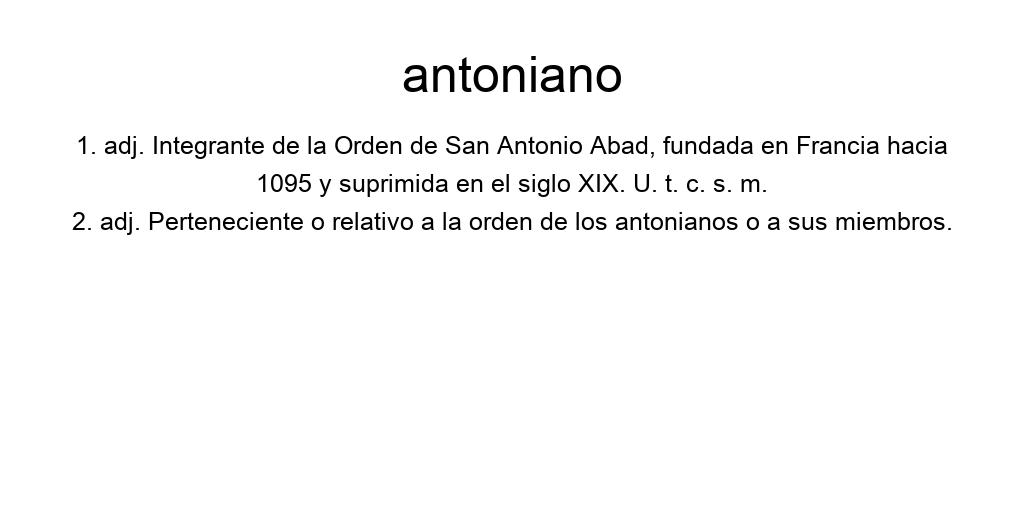 antoniano
1. adj. Integrante de la Orden de San Antonio Abad, fundada en Francia hacia
1095 y suprimida en el siglo XIX. U. t. c. s. m.
2. adj. Perteneciente o relativo a la orden de los antonianos o a sus miembros.